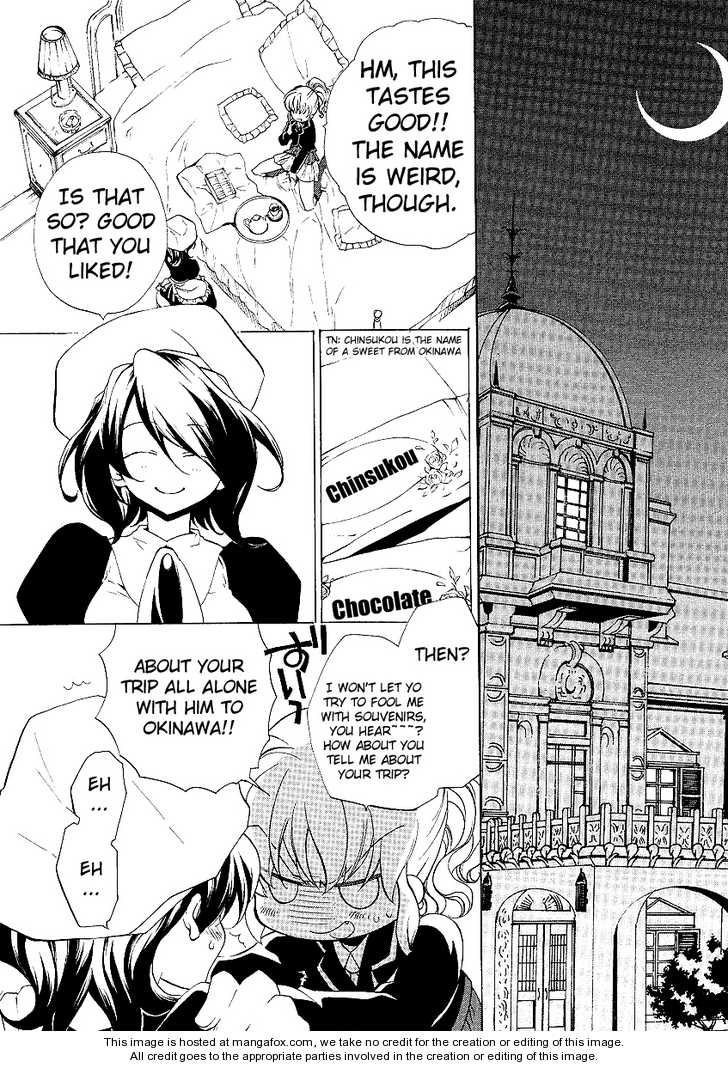 HM, THIS
TASTES
GOOD!!
THE NAME
IS WEIRD,
THOUGH.
IS THAT
SO? GOOD
THAT YOU
LIKED!
TN: CHINSUKOU IS THE NAME
OF A SWEET FROM OKINAWA
Chinsukou
Chocolate
THEN?
I WON'T LET YO
TRY TO FOOL ME
WITH SOUVENIRS,
YOU HEAR~~~?
HOW ABOUT YOU
TELL ME ABOUT
YOUR TRIP?
ずいっ
ABOUT YOUR
TRIP ALL ALONE
WITH HIM TO
OKINAWA!!
EH
...
EH
...
This image is hosted at mangafox.com, we take no credit for the creation or editing of this image.
All credit goes to the appropriate parties involved in the creation or editing of this image.